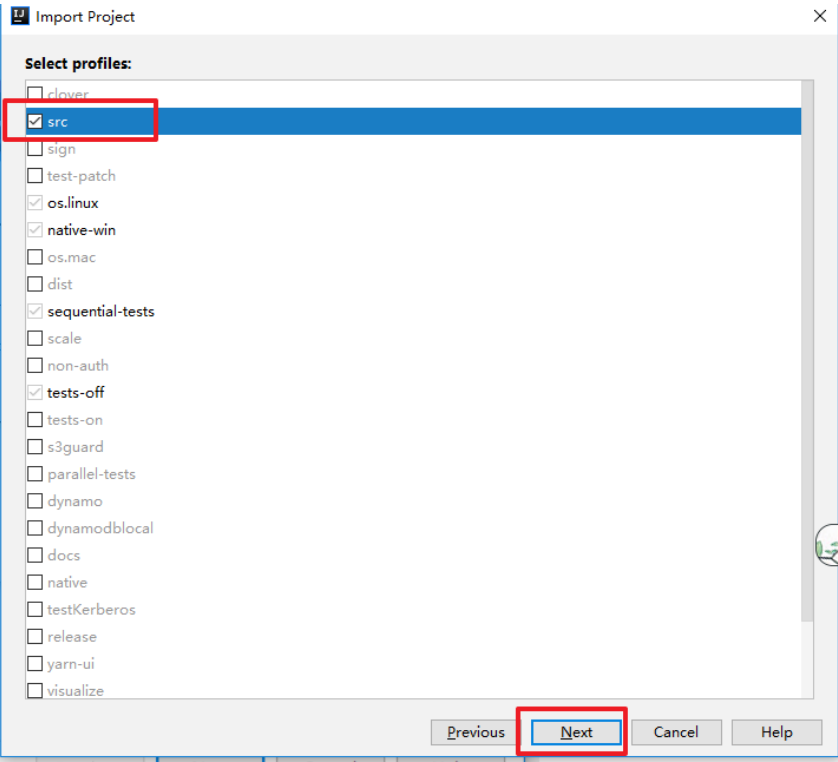 IJ Import Project
Select profiles:
clover
src
sign
test-patch
os.linux
native-win
os.mac
dist
sequential-tests
scale
non-auth
tests-off
tests-on
s3guard
parallel-tests
dynamo
dynamodblocal
docs
native
testKerberos
release
yarn-ui
visualize
Previous Next Cancel Help